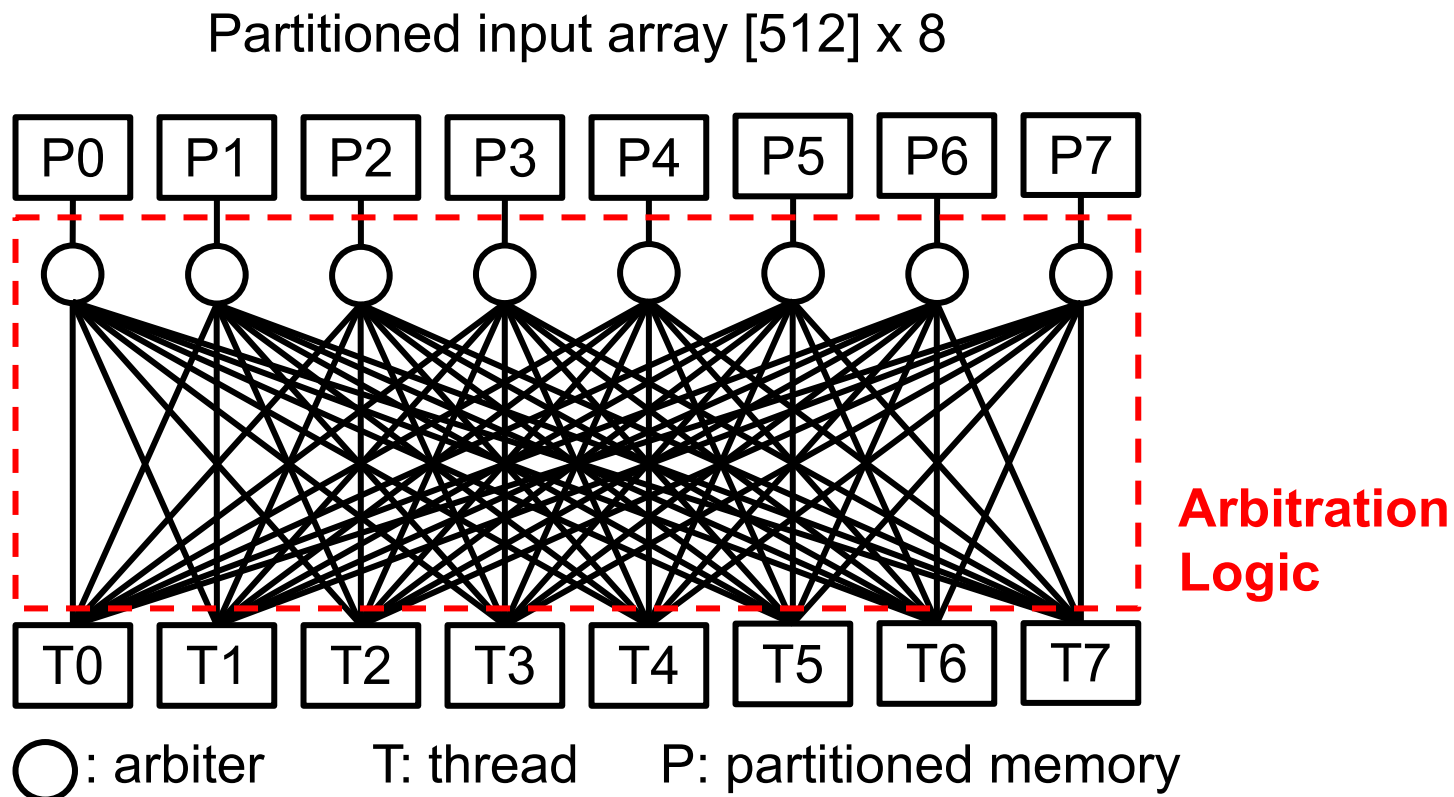 Partitioned input array [512] x 8
P0 P1 P2 P3 P4 P5 P6 P7
Arbitration
Logic
T0 T1 T2 T3 T4 T5 T6 T7
: arbiter T: thread P: partitioned memory